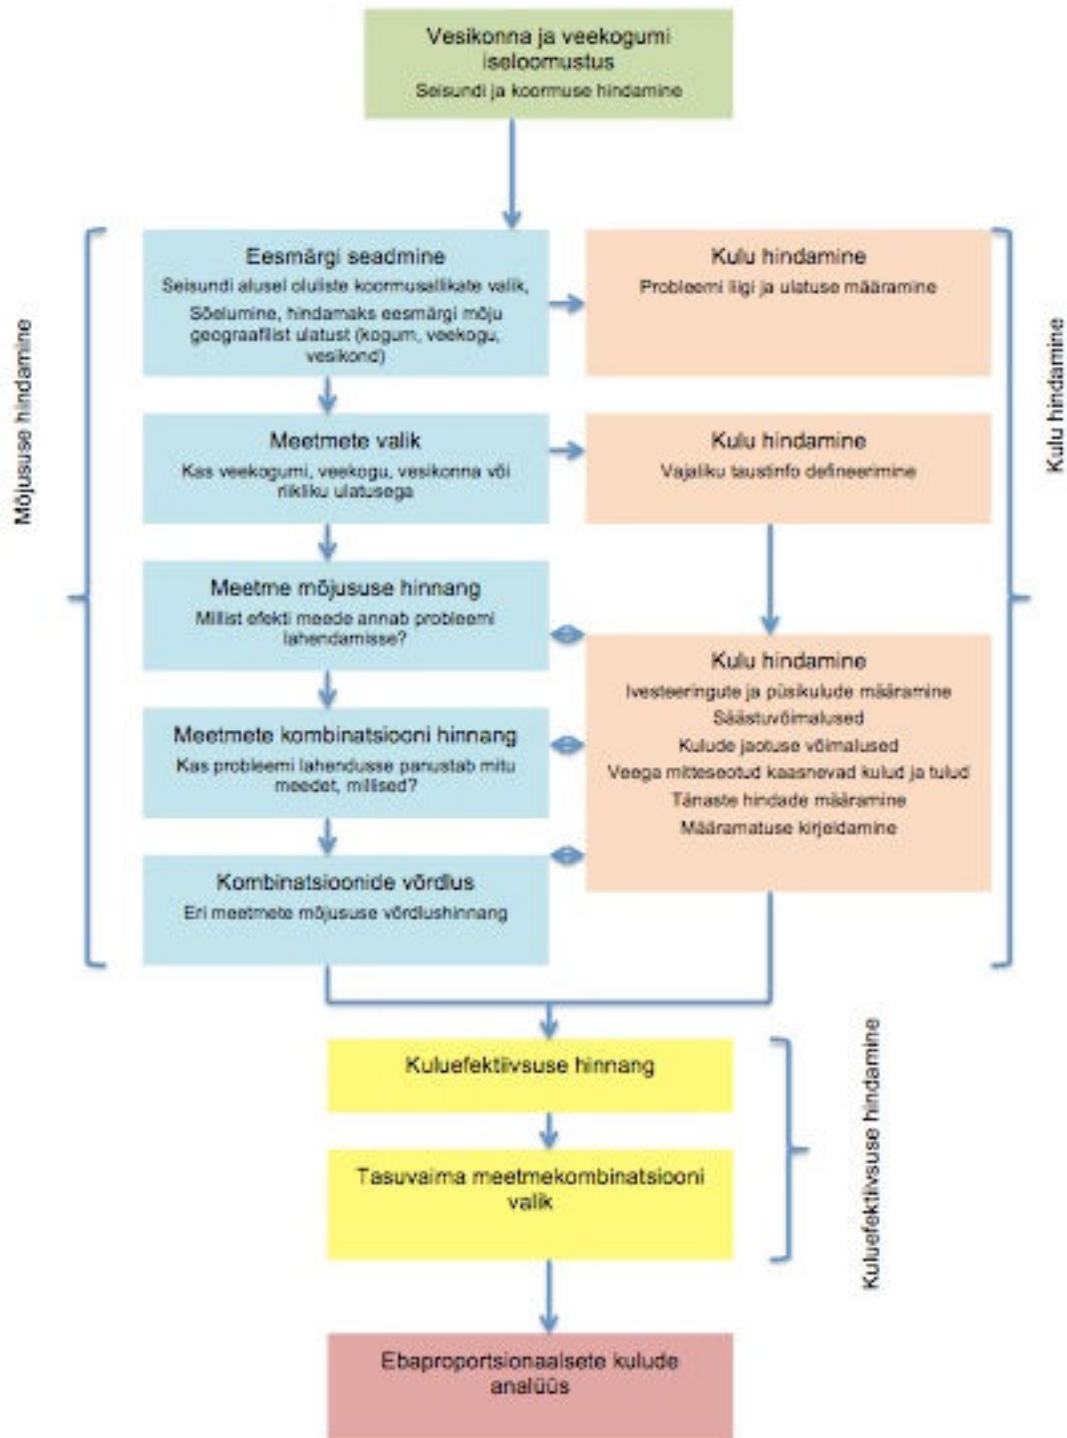 Vesikonna ja veekogumi
iseloomustus
Seisundi ja koormuse hindamine
Mõjususe hindamine
Eesmärgi seadmine
Seisundi alusel oluliste koormusallikate valik,
Sõelumine, hindamaks eesmärgi mõju
geograafilist ulatust (kogum, veekogu,
vesikond)
Kulu hindamine
Probleemi liigi ja ulatuse määramine
Kulu hindamine
Meetmete valik
Kas veekogumi, veekogu, vesikonna või
riikliku ulatusega
Kulu hindamine
Vajaliku taustinfo defineerimine
Meetme mõjususe hinnang
Millist efekti meede annab probleemi
lahendamisse?
Kulu hindamine
Ivesteeringute ja püsikulude määramine
Säästuvõimalused
Kulude jaotuse võimalused
Veega mitteseotud kaasnevad kulud ja tulud
Tänaste hindade määramine
Määramatuse kirjeldamine
Meetmete kombinatsiooni hinnang
Kas probleemi lahendusse panustab mitu
meedet, millised?
Kombinatsioonide võrdlus
Eri meetmete mõjususe võrdlushinnang
Kuluefektiivsuse hinnang
Tasuvaima meetmekombinatsiooni
valik
Kuluefektiivsuse hindamine
Ebaproportsionaalsete kulude
analüüs